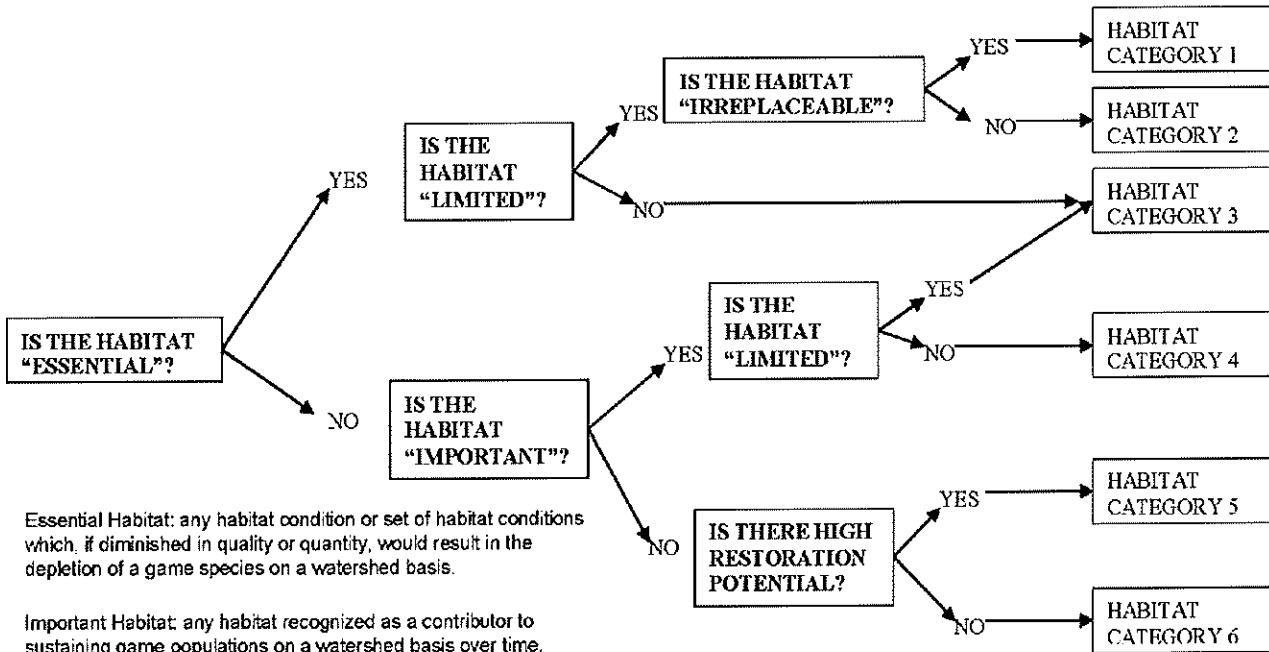 YES
HABITAT
CATEGORY 1
IS THE HABITAT
“IRREPLACEABLE”?
YES
NO
HABITAT
CATEGORY 2
IS THE
HABITAT
“LIMITED”?
YES
NO
HABITAT
CATEGORY 3
YES
IS THE
HABITAT
“LIMITED”?
YES
NO
HABITAT
CATEGORY 4
IS THE HABITAT
“ESSENTIAL”?
NO
IS THE
HABITAT
“IMPORTANT”?
YES
HABITAT
CATEGORY 5
NO
IS THERE HIGH
RESTORATION
POTENTIAL?
NO
HABITAT
CATEGORY 6
Essential Habitat: any habitat condition or set of habitat conditions
which, if diminished in quality or quantity, would result in the
depletion of a game species on a watershed basis.
Important Habitat: any habitat recognized as a contributor to
sustaining game populations on a watershed basis over time.
YES